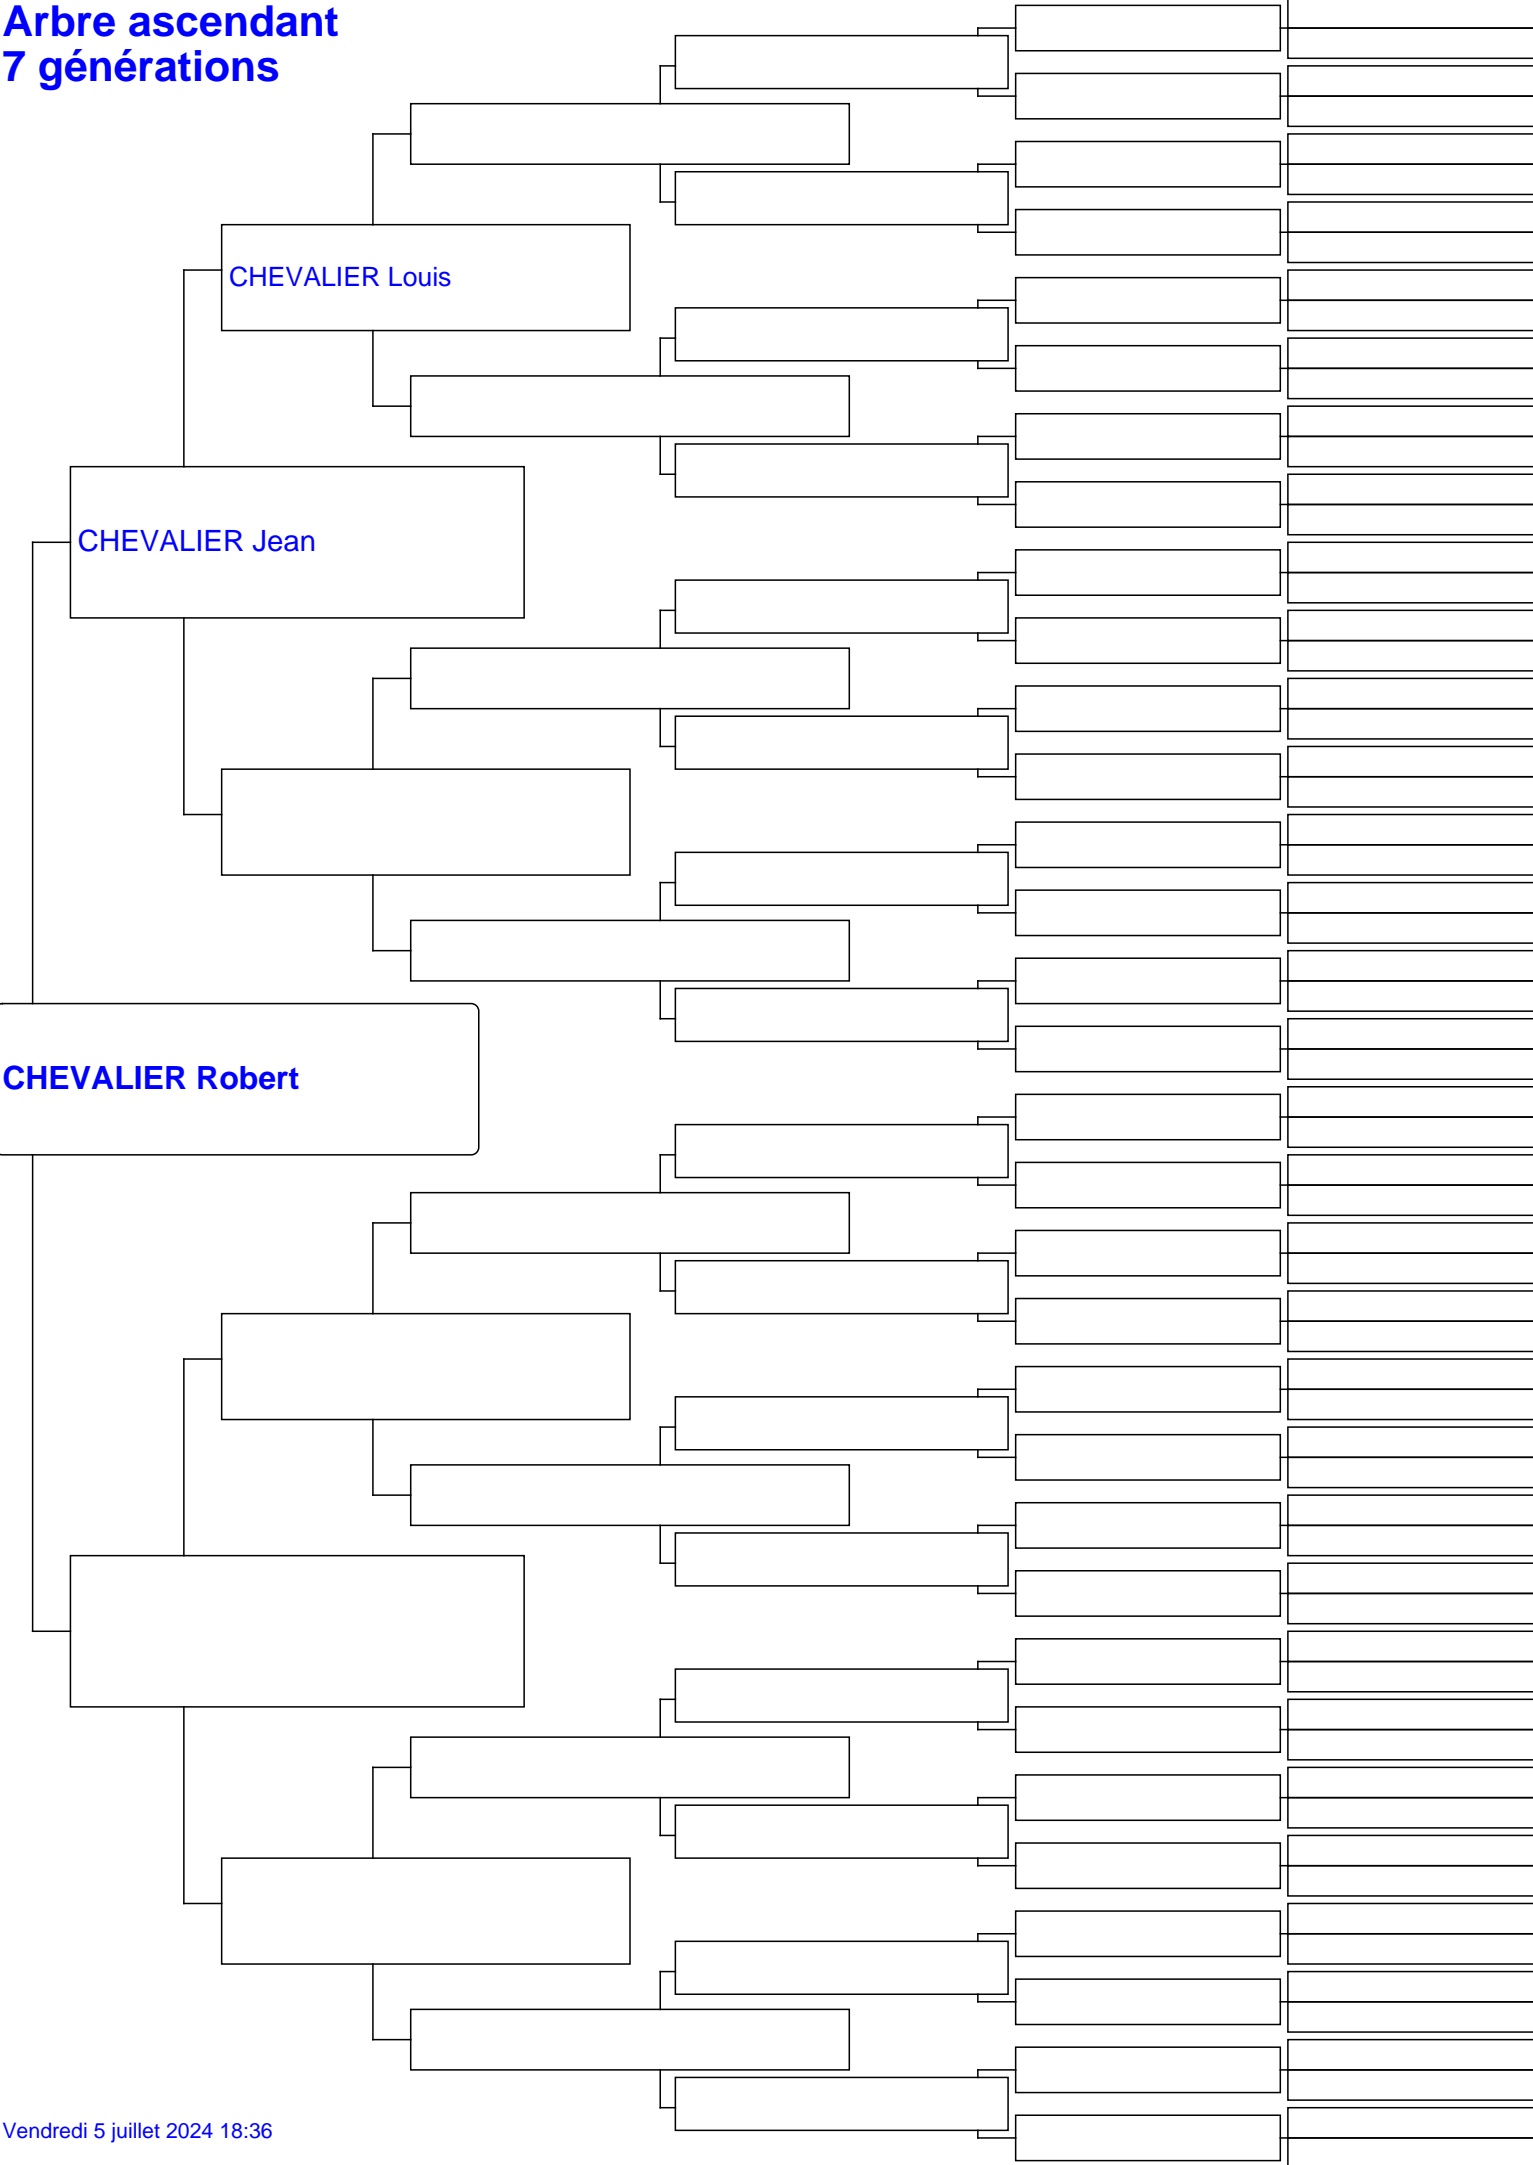 Arbre ascendant
7 générations
CHEVALIER Louis
CHEVALIER Jean
CHEVALIER Robert
Vendredi 5 juillet 2024 18:36